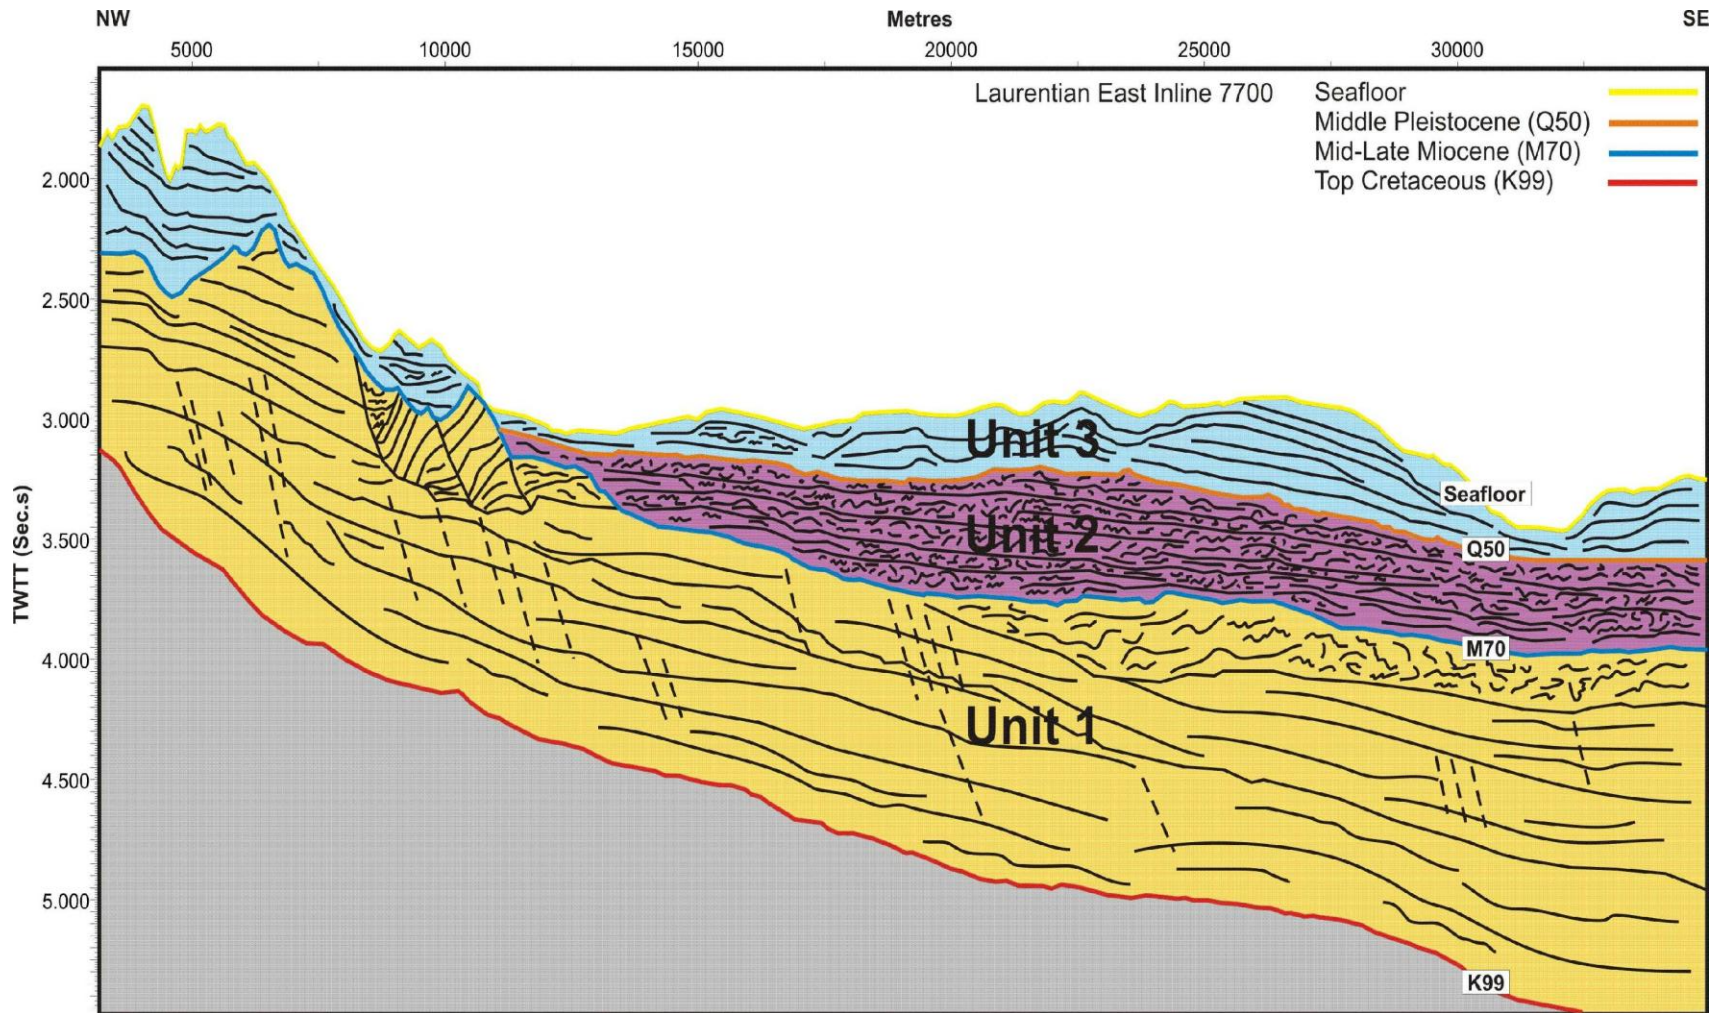 NW Metres SE
5000 10000 15000 20000 25000 30000
Laurentian East Inline 7700
Seafloor
Middle Pleistocene (Q50)
Mid-Late Miocene (M70)
Top Cretaceous (K99)
TWTT (Sec.s)
2.000
2.500
3.000
3.500
4.000
4.500
5.000
Unit 3
Seafloor
Unit 2
Q50
M70
Unit 1
K99